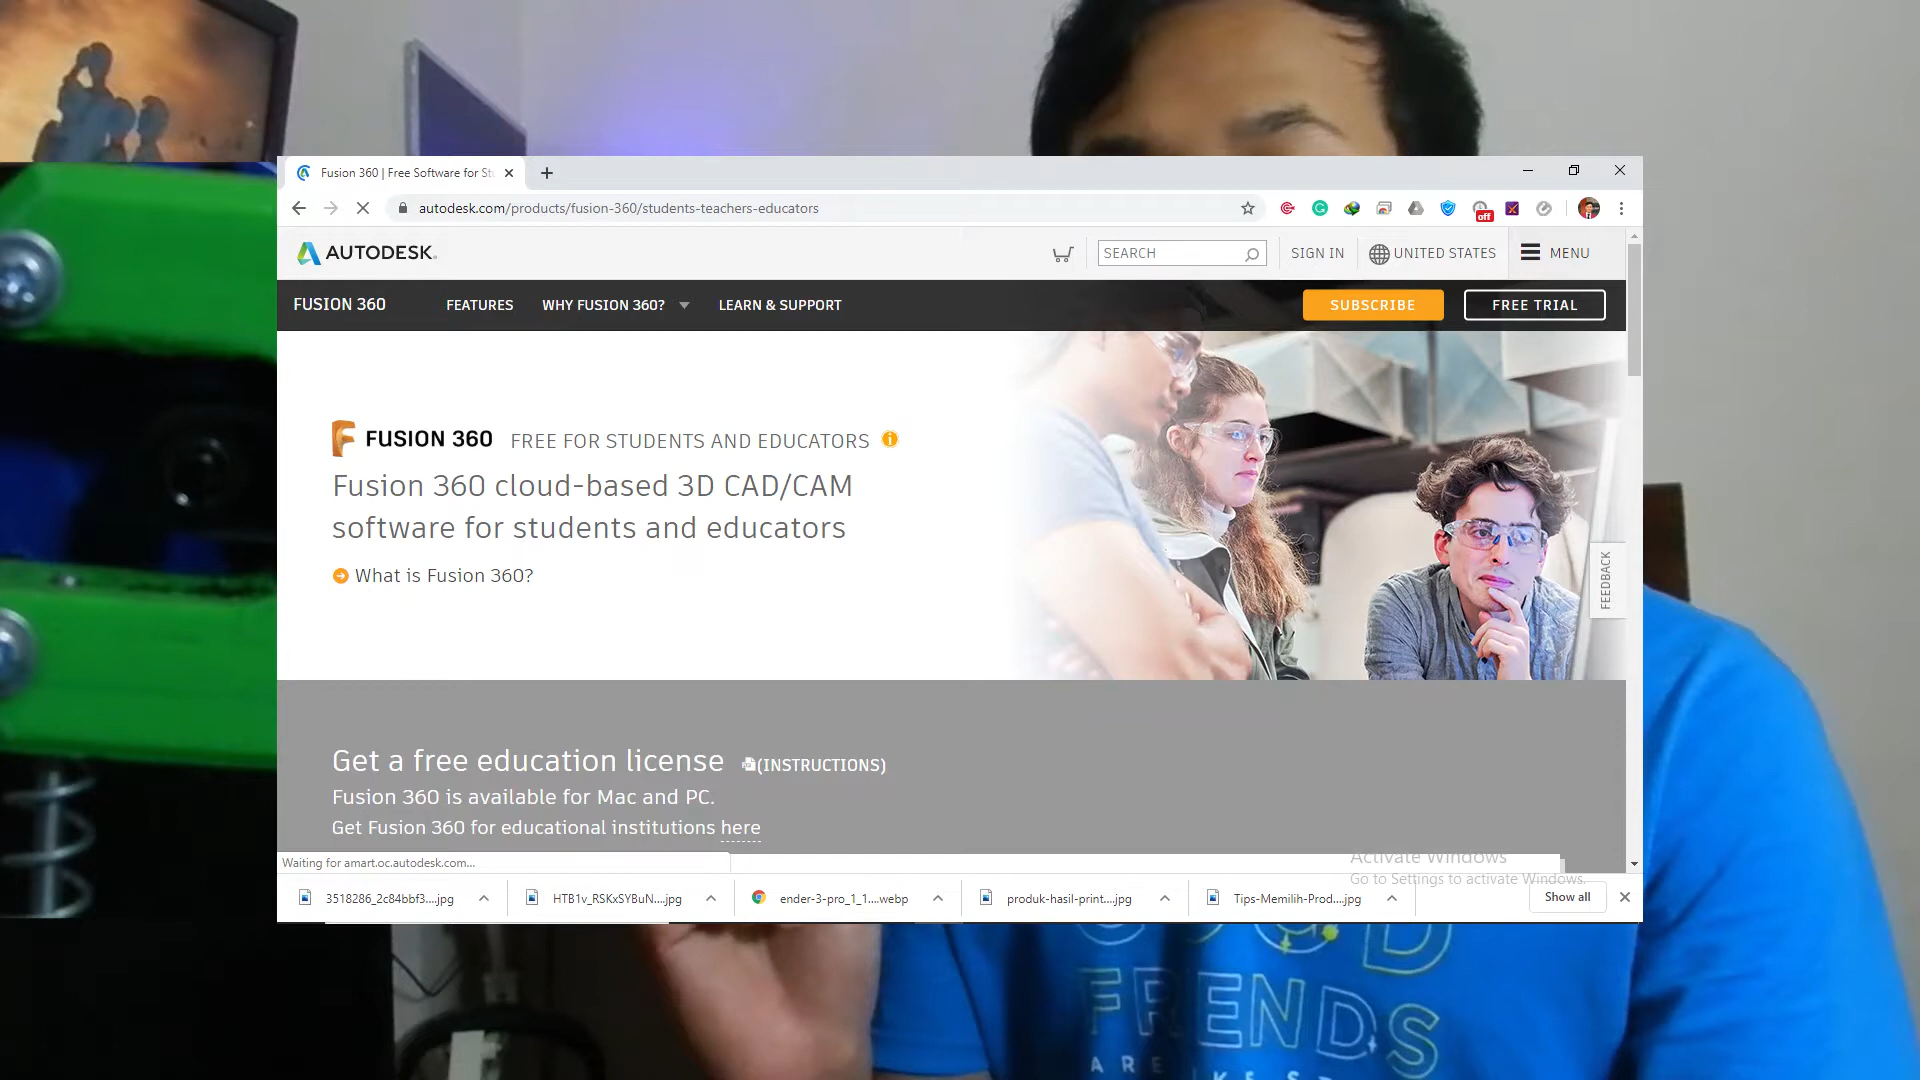 Fusion 360 | Free Software for Stu
autodesk.com/products/fusion-360/students-teachers-educators
off
AUTODESK.
SEARCH
SIGN IN
UNITED STATES
MENU
FUSION 360
FEATURES
WHY FUSION 360?
LEARN & SUPPORT
SUBSCRIBE
FREE TRIAL
FUSION 360 FREE FOR STUDENTS AND EDUCATORS
Fusion 360 cloud-based 3D CAD/CAM
software for students and educators
What is Fusion 360?
FEEDBACK
Get a free education license (INSTRUCTIONS)
Fusion 360 is available for Mac and PC.
Get Fusion 360 for educational institutions here
Waiting for amart.oc.autodesk.com...
Activate Windows
Go to Settings to activate Windows.
3518286_2c84bbf3....jpg
HTB1v_RSKxSYBuN....jpg
ender-3-pro_1_1....webp
produk-hasil-print....jpg
Tips-Memilih-Prod....jpg
Show all
FRIENDS
ARE